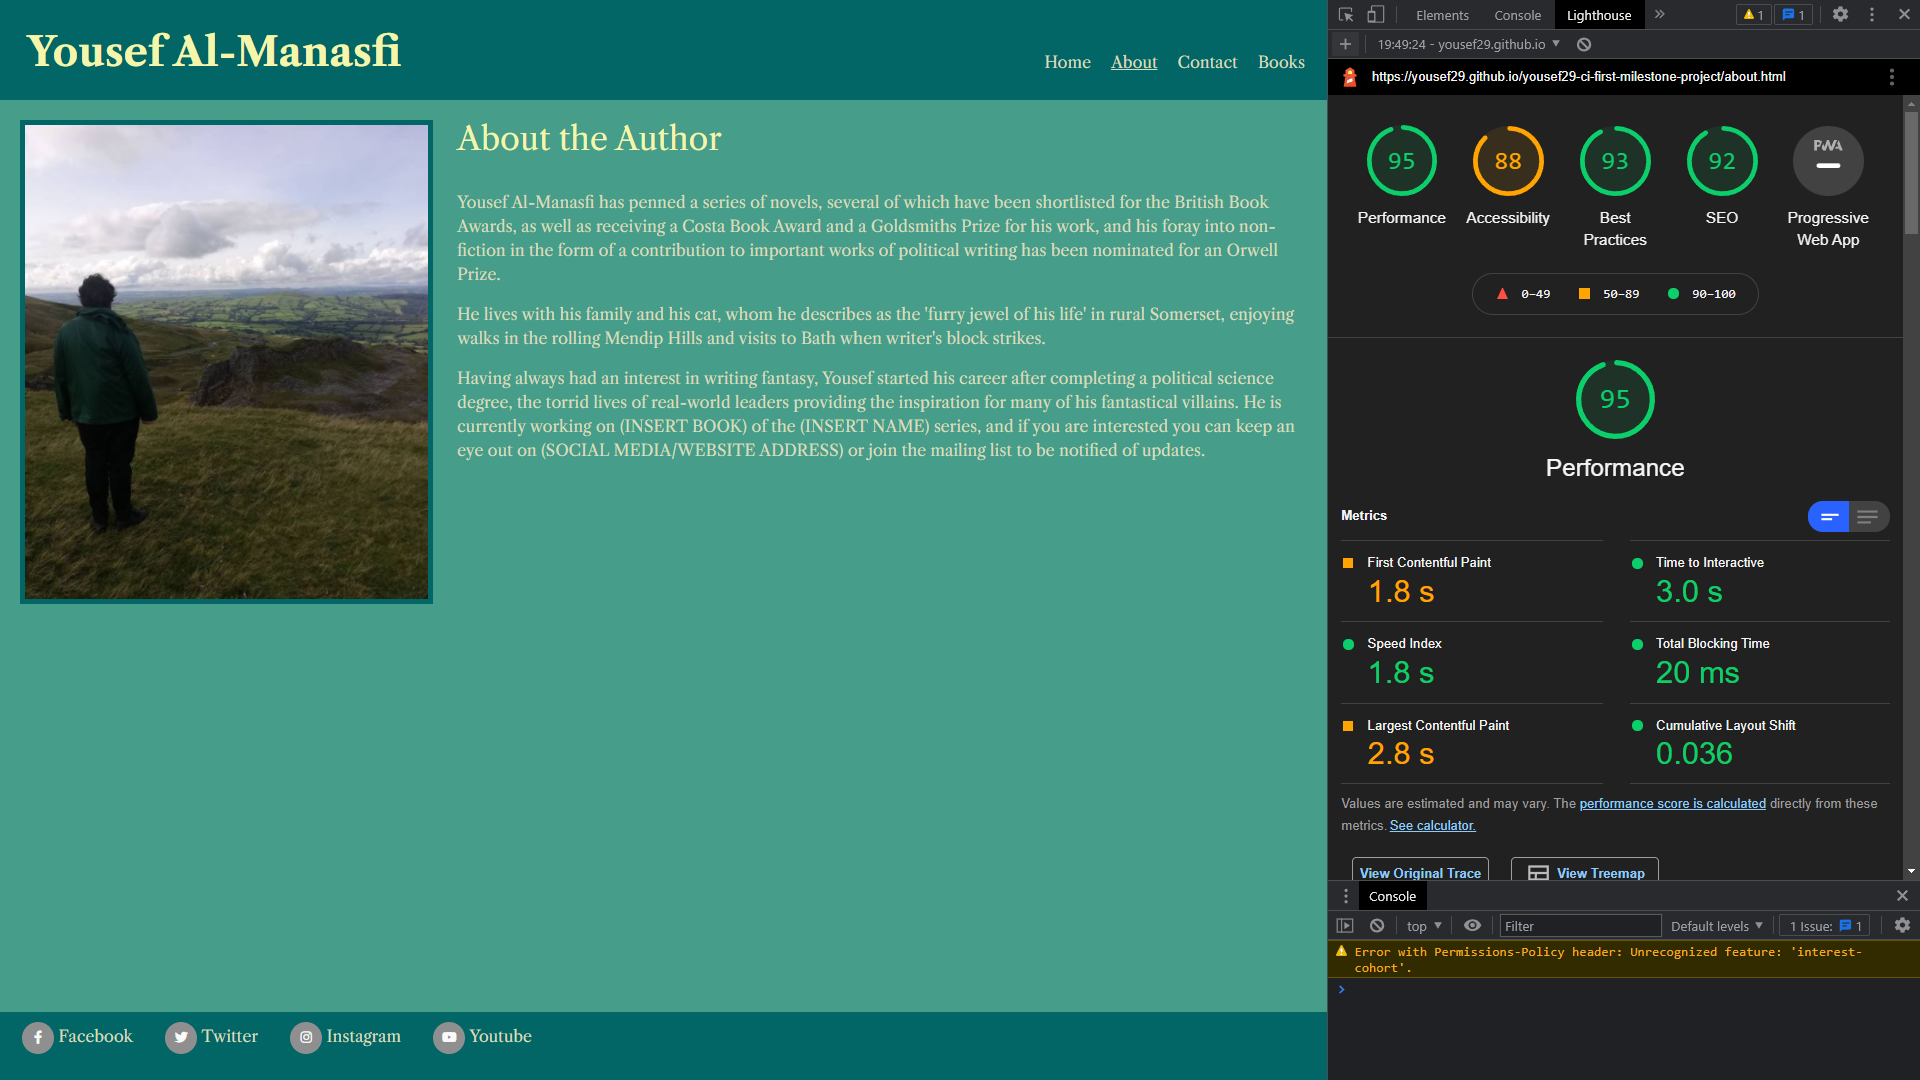 Yousef Al-Manasfi
Home About Contact Books
About the Author
Yousef Al-Manasfi has penned a series of novels, several of which have been shortlisted for the British Book
Awards, as well as receiving a Costa Book Award and a Goldsmiths Prize for his work, and his foray into non-
fiction in the form of a contribution to important works of political writing has been nominated for an Orwell
Prize.
He lives with his family and his cat, whom he describes as the 'furry jewel of his life' in rural Somerset, enjoying
walks in the rolling Mendip Hills and visits to Bath when writer's block strikes.
Having always had an interest in writing fantasy, Yousef started his career after completing a political science
degree, the torrid lives of real-world leaders providing the inspiration for many of his fantastical villains. He is
currently working on (INSERT BOOK) of the (INSERT NAME) series, and if you are interested you can keep an
eye out on (SOCIAL MEDIA/WEBSITE ADDRESS) or join the mailing list to be notified of updates.
Facebook Twitter Instagram Youtube
Elements Console Lighthouse » 1 1
19:49:24 - yousef29.github.io
https://yousef29.github.io/yousef29-ci-first-milestone-project/about.html
95 88 93 92 PWA
Performance Accessibility Best SEO Progressive
Practices Web App
0–49 50–89 90–100
95
Performance
Metrics
First Contentful Paint Time to Interactive
1.8 s 3.0 s
Speed Index Total Blocking Time
1.8 s 20 ms
Largest Contentful Paint Cumulative Layout Shift
2.8 s 0.036
Values are estimated and may vary. The performance score is calculated directly from these
metrics. See calculator.
View Original Trace View Treemap
Console
top Filter Default levels 1 Issue: 1
Error with Permissions-Policy header: Unrecognized feature: 'interest-
cohort'.